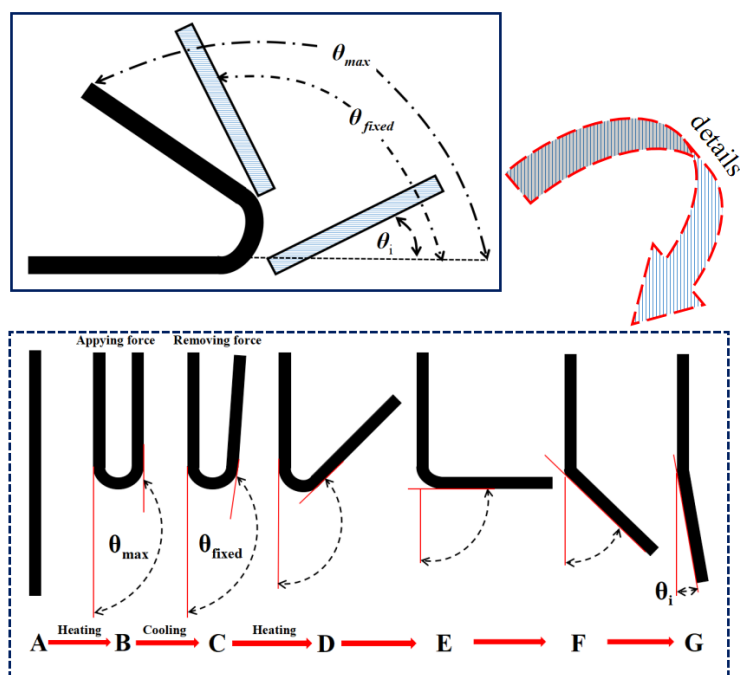 θmax
θfixed
θi
details
Appying force
Removing force
θmax
θfixed
θi
A Heating B Cooling C Heating D E F G